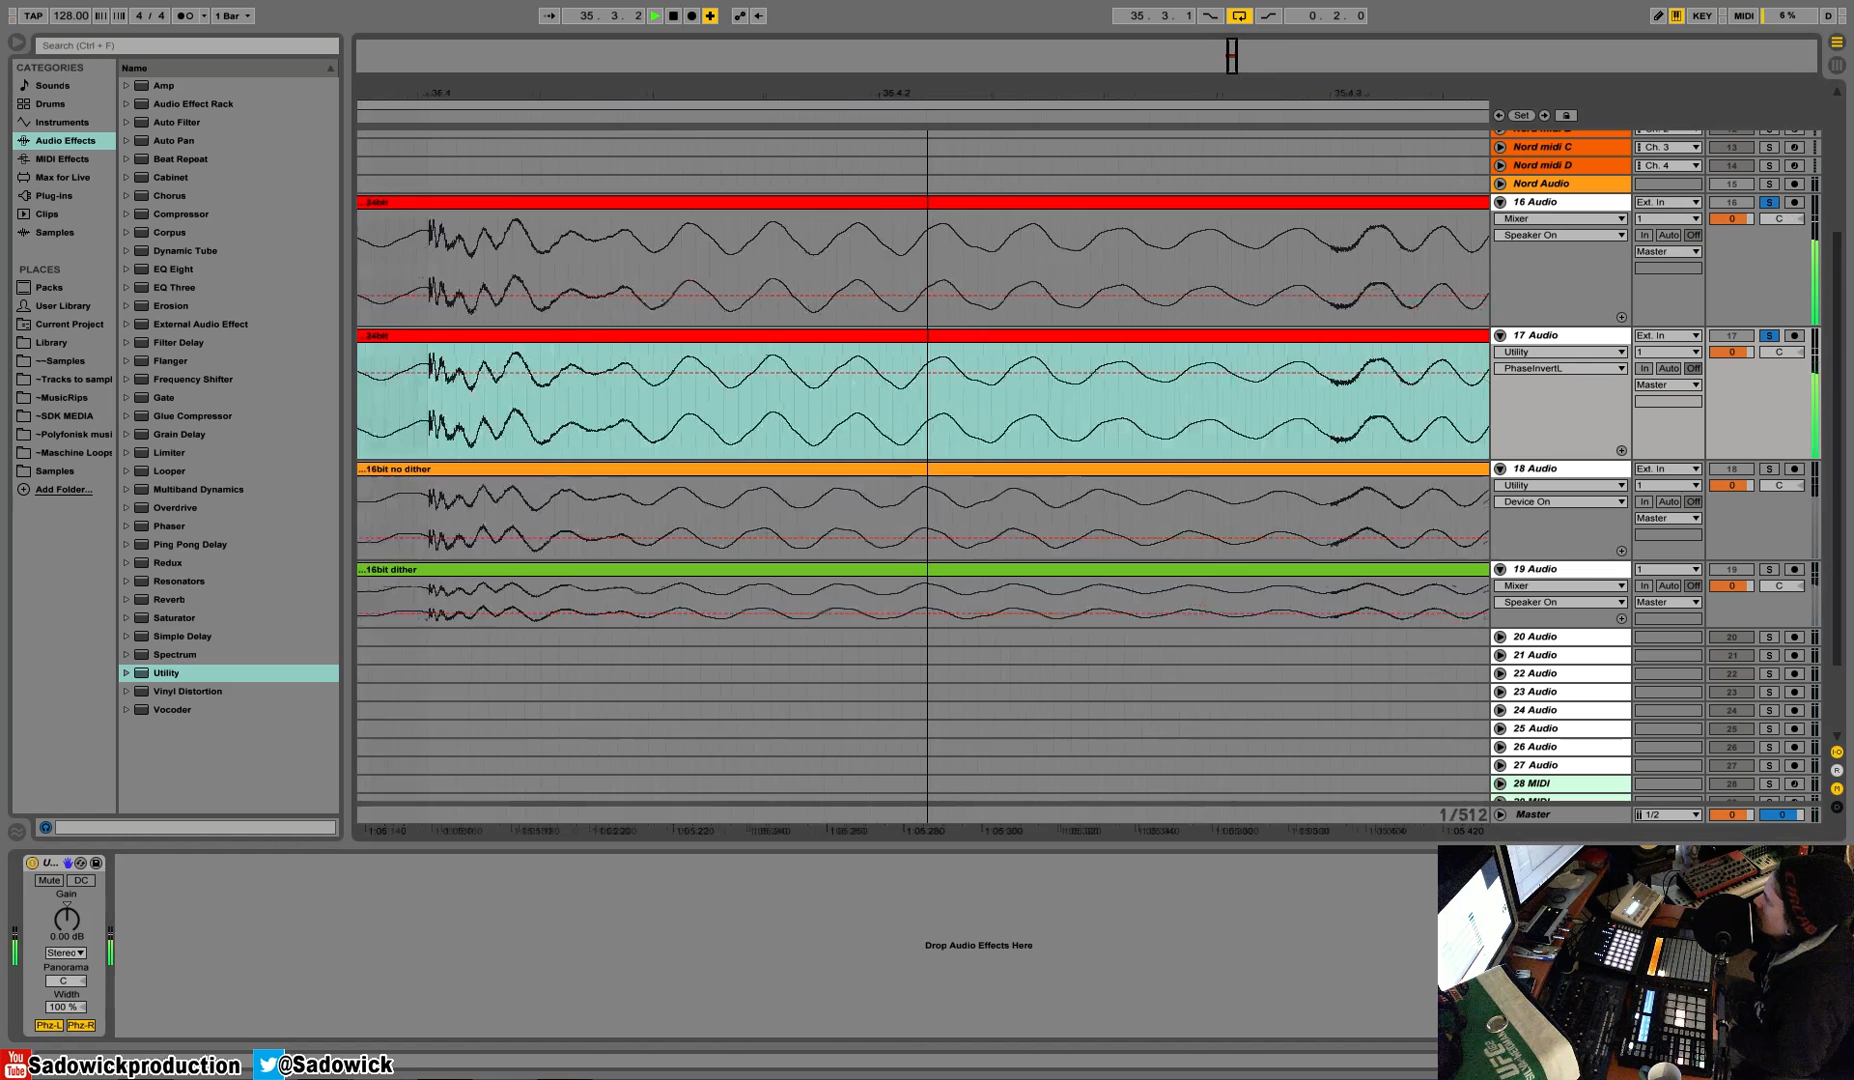 TAP 128.00 4 / 4 1 Bar 35. 3. 2 35. 3. 1 0. 2. 0 KEY MIDI 6 % D
Search (Ctrl + F)
CATEGORIES
Sounds
Drums
Instruments
Audio Effects
MIDI Effects
Max for Live
Plug-ins
Clips
Samples
PLACES
Packs
User Library
Current Project
Library
~~Samples
~Tracks to sampl
~MusicRips
~SDK MEDIA
~Polyfonisk musi
~Maschine Loops
Samples
Add Folder...
Name
Amp
Audio Effect Rack
Auto Filter
Auto Pan
Beat Repeat
Cabinet
Chorus
Compressor
Corpus
Dynamic Tube
EQ Eight
EQ Three
Erosion
External Audio Effect
Filter Delay
Flanger
Frequency Shifter
Gate
Glue Compressor
Grain Delay
Limiter
Looper
Multiband Dynamics
Overdrive
Phaser
Ping Pong Delay
Redux
Resonators
Reverb
Saturator
Simple Delay
Spectrum
Utility
Vinyl Distortion
Vocoder
35.4 35.4.2 35.4.3
Set
Nord midi C Ch. 3 13 S
Nord midi D Ch. 4 14 S
Nord Audio 15 S
...24bit
16 Audio Ext. In 16 S
Mixer 1 0 C
Speaker On In Auto Off
Master
...24bit
17 Audio Ext. In 17 S
Utility 1 0 C
PhaseInvertL In Auto Off
Master
...16bit no dither
18 Audio Ext. In 18 S
Utility 1 0 C
Device On In Auto Off
Master
...16bit dither
19 Audio 1 19 S
Mixer In Auto Off 0 C
Speaker On Master
20 Audio 20 S
21 Audio 21 S
22 Audio 22 S
23 Audio 23 S
24 Audio 24 S
25 Audio 25 S
26 Audio 26 S
27 Audio 27 S
28 MIDI 28 S
1/512
Master 1/2 0 0
U...
Mute DC
Gain
0.00 dB
Stereo
Panorama
C
Width
100 %
Phz-L Phz-R
Drop Audio Effects Here
You Tube Sadowickproduction @Sadowick